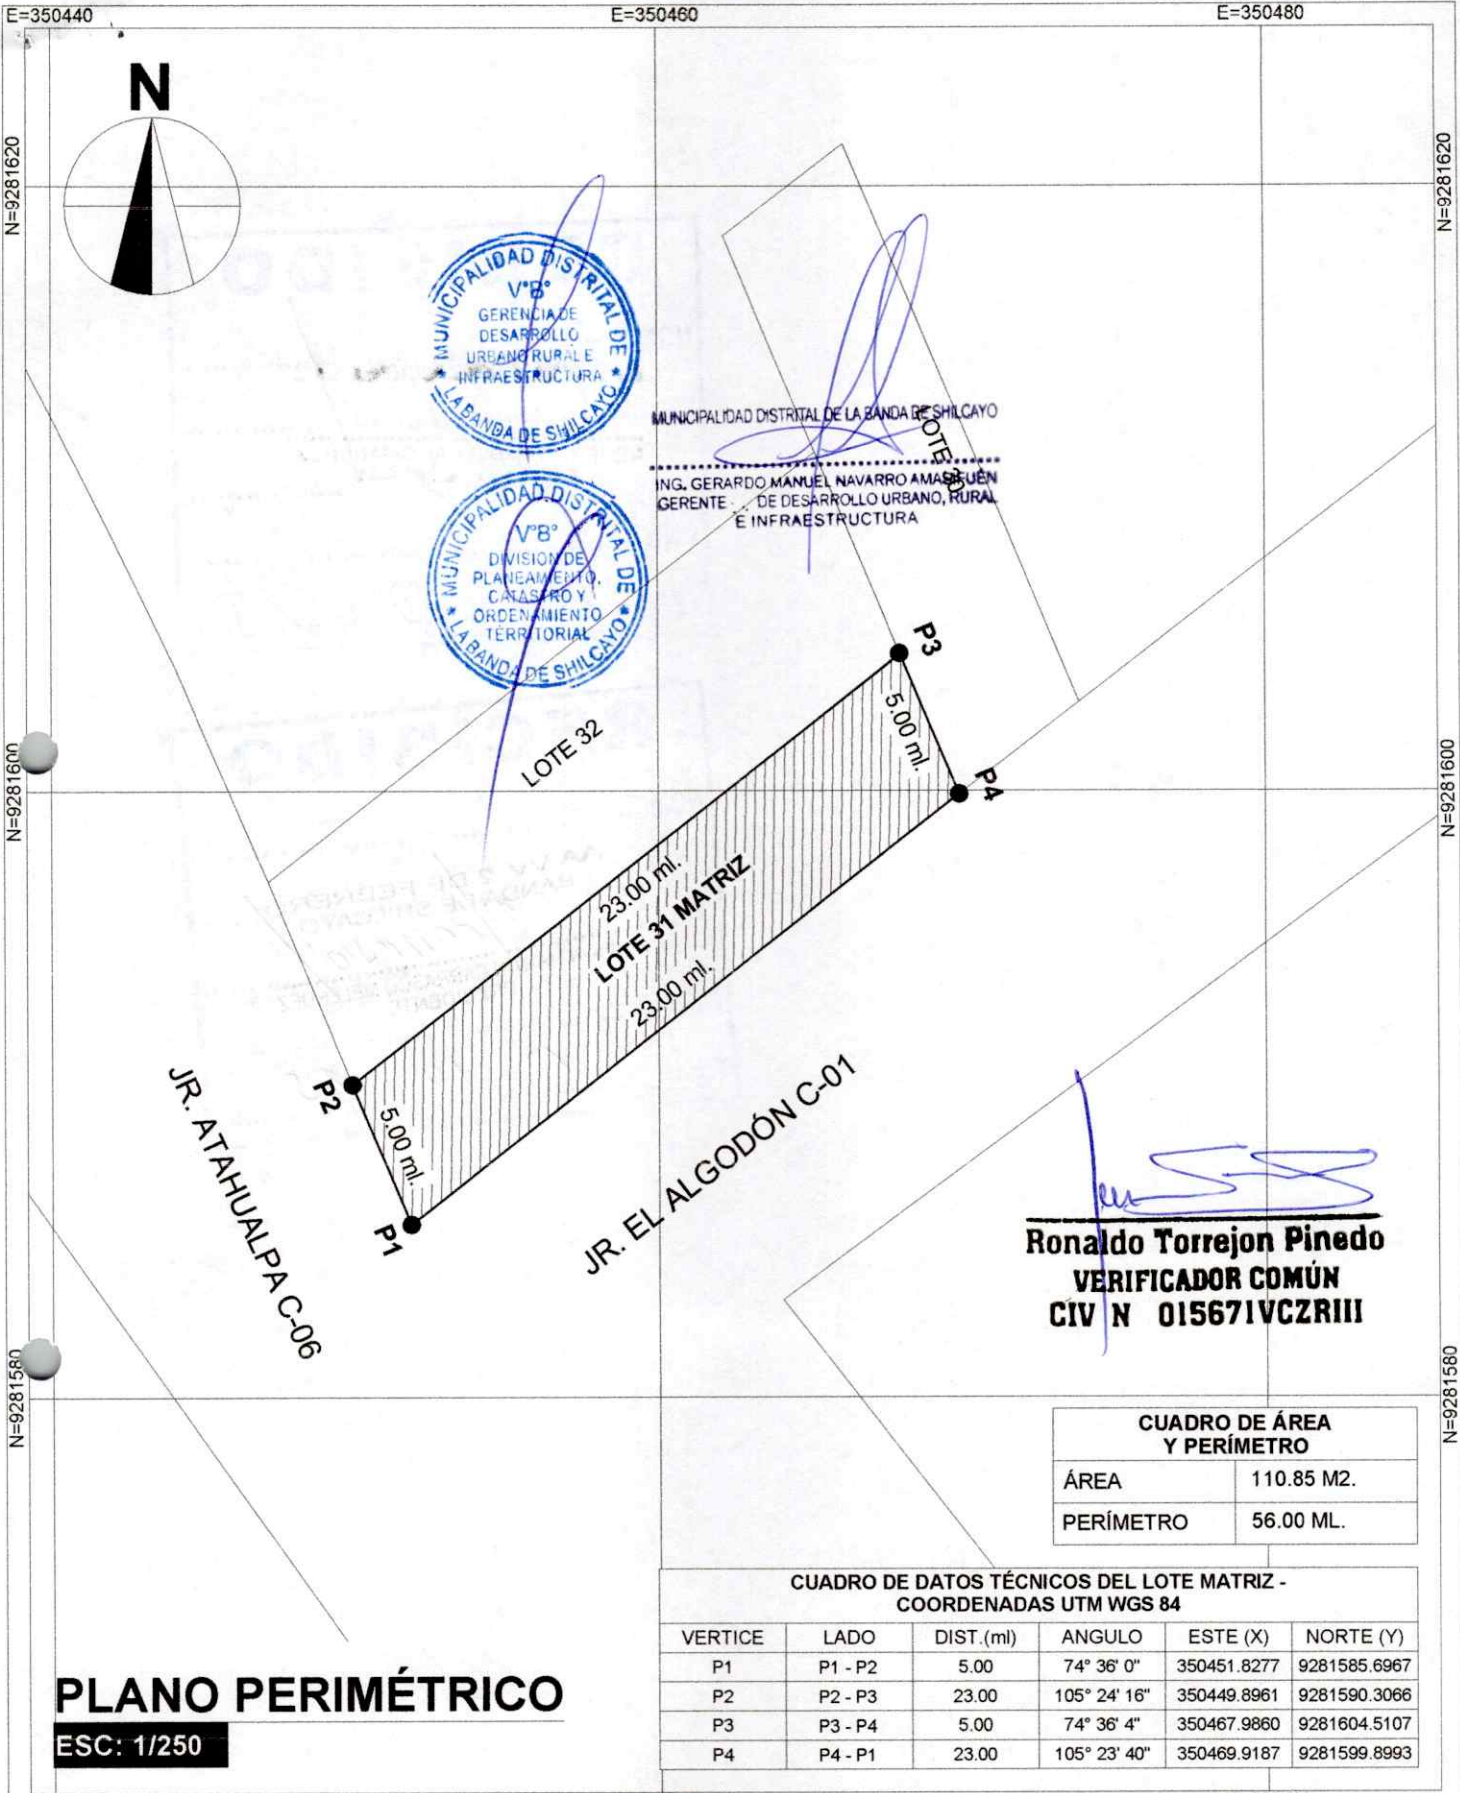 E=350440
E=350460
E=350480
N
N=9281620
N=9281620
MUNICIPALIDAD DISTRITAL DE
V°B°
GERENCIA DE
DESARROLLO
URBANO RURAL E
INFRAESTRUCTURA
LA BANDA DE SHILCAYO
MUNICIPALIDAD DISTRITAL DE LA BANDA DE SHILCAYO
LOTE 30
ING. GERARDO MANUEL NAVARRO AMASIFUÉN
GERENTE DE DESARROLLO URBANO, RURAL
E INFRAESTRUCTURA
MUNICIPALIDAD DISTRITAL DE
V°B°
DIVISION DE
PLANEAMIENTO,
CATASTRO Y
ORDENAMIENTO
TERRITORIAL
LA BANDA DE SHILCAYO
P3
5.00 ml.
P4
LOTE 32
N=9281600
N=9281600
23.00 ml.
LOTE 31 MATRIZ
23.00 ml.
P2
5.00 ml.
P1
JR. ATAHUALPA C-06
JR. EL ALGODÓN C-01
Ronaldo Torrejon Pinedo
VERIFICADOR COMÚN
CIV N 015671VCZRIII
N=9281580
N=9281580
CUADRO DE ÁREA
Y PERÍMETRO
ÁREA 110.85 M2.
PERÍMETRO 56.00 ML.
CUADRO DE DATOS TÉCNICOS DEL LOTE MATRIZ -
COORDENADAS UTM WGS 84
VERTICE LADO DIST.(ml) ANGULO ESTE (X) NORTE (Y)
P1 P1 - P2 5.00 74° 36' 0" 350451.8277 9281585.6967
P2 P2 - P3 23.00 105° 24' 16" 350449.8961 9281590.3066
P3 P3 - P4 5.00 74° 36' 4" 350467.9860 9281604.5107
P4 P4 - P1 23.00 105° 23' 40" 350469.9187 9281599.8993
PLANO PERIMÉTRICO
ESC: 1/250